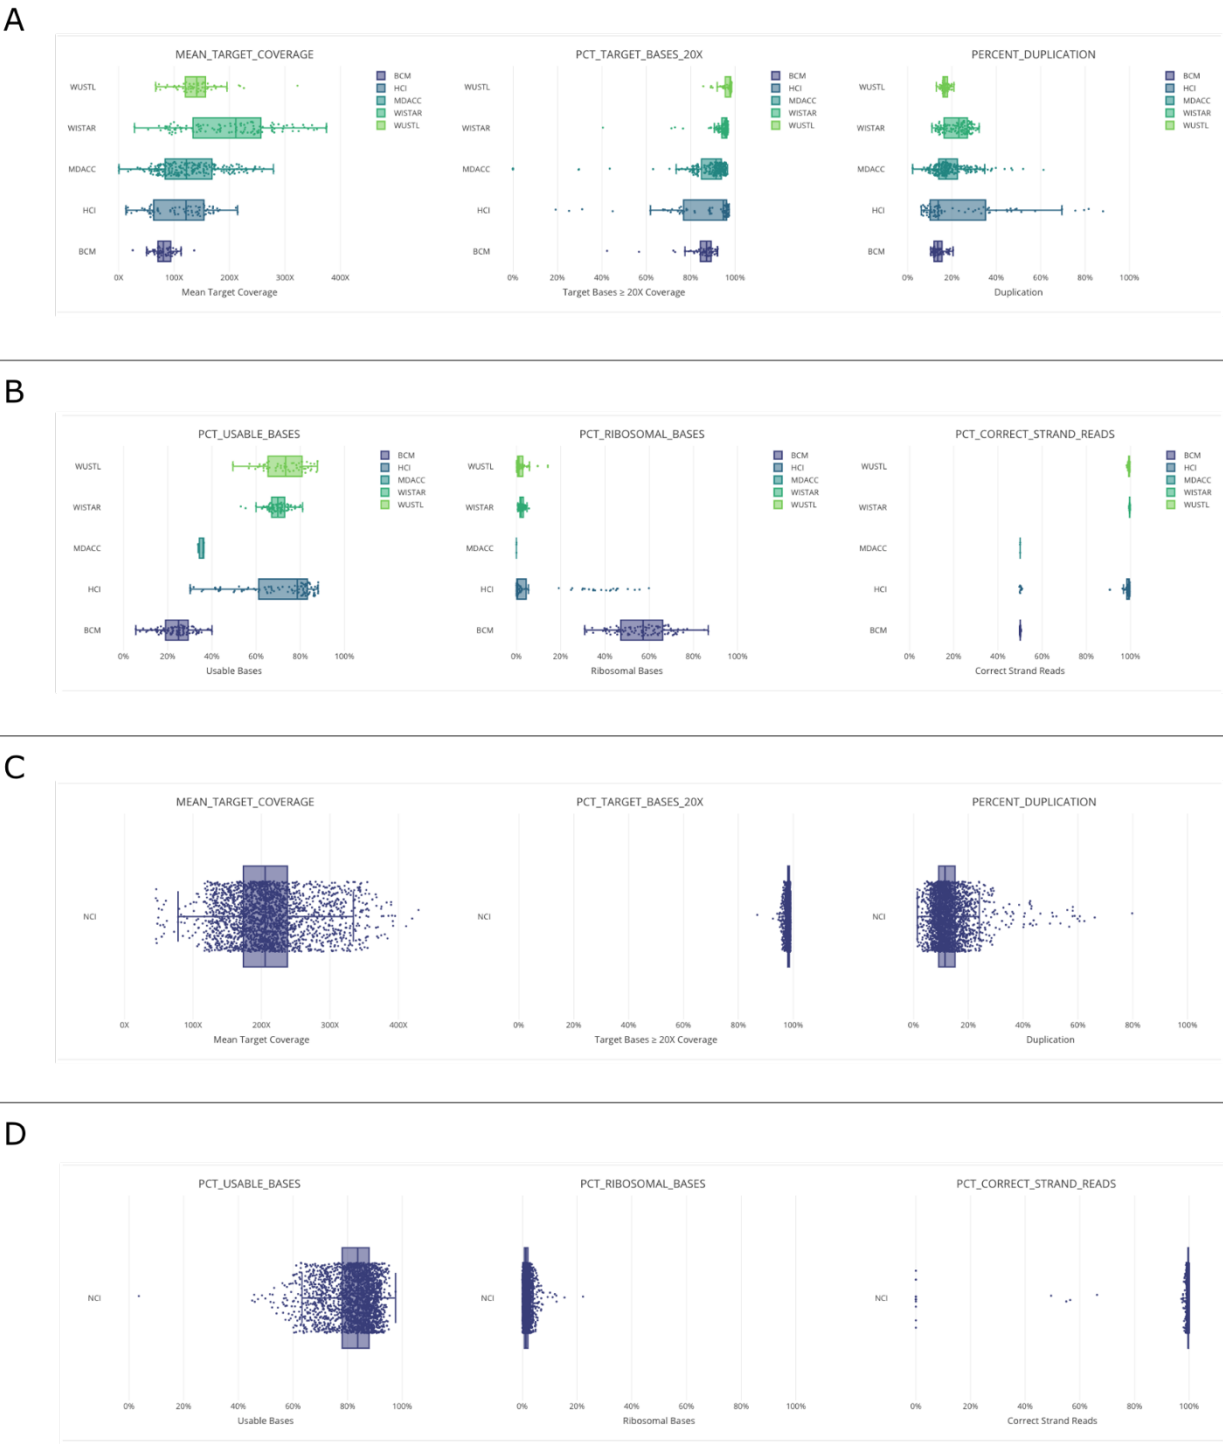 A
MEAN_TARGET_COVERAGE
WUSTL
WISTAR
MDACC
HCI
BCM
0X 100X 200X 300X 400X
Mean Target Coverage
BCM
HCI
MDACC
WISTAR
WUSTL
PCT_TARGET_BASES_20X
WUSTL
WISTAR
MDACC
HCI
BCM
0% 20% 40% 60% 80% 100%
Target Bases ≥ 20X Coverage
BCM
HCI
MDACC
WISTAR
WUSTL
PERCENT_DUPLICATION
WUSTL
WISTAR
MDACC
HCI
BCM
0% 20% 40% 60% 80% 100%
Duplication
BCM
HCI
MDACC
WISTAR
WUSTL
B
PCT_USABLE_BASES
WUSTL
WISTAR
MDACC
HCI
BCM
0% 20% 40% 60% 80% 100%
Usable Bases
BCM
HCI
MDACC
WISTAR
WUSTL
PCT_RIBOSOMAL_BASES
WUSTL
WISTAR
MDACC
HCI
BCM
0% 20% 40% 60% 80% 100%
Ribosomal Bases
BCM
HCI
MDACC
WISTAR
WUSTL
PCT_CORRECT_STRAND_READS
WUSTL
WISTAR
MDACC
HCI
BCM
0% 20% 40% 60% 80% 100%
Correct Strand Reads
BCM
HCI
MDACC
WISTAR
WUSTL
C
MEAN_TARGET_COVERAGE
NCI
0X 100X 200X 300X 400X
Mean Target Coverage
PCT_TARGET_BASES_20X
NCI
0% 20% 40% 60% 80% 100%
Target Bases ≥ 20X Coverage
PERCENT_DUPLICATION
NCI
0% 20% 40% 60% 80% 100%
Duplication
D
PCT_USABLE_BASES
NCI
0% 20% 40% 60% 80% 100%
Usable Bases
PCT_RIBOSOMAL_BASES
NCI
0% 20% 40% 60% 80% 100%
Ribosomal Bases
PCT_CORRECT_STRAND_READS
NCI
0% 20% 40% 60% 80% 100%
Correct Strand Reads